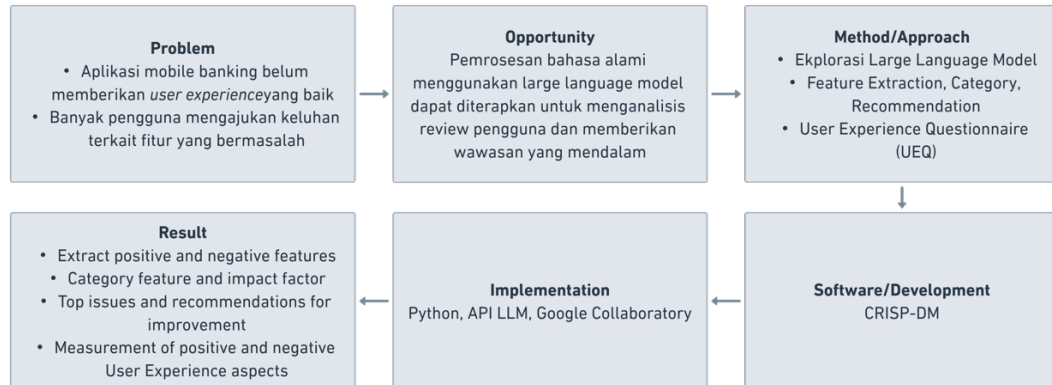 Problem
• Aplikasi mobile banking belum
memberikan user experienceyang baik
• Banyak pengguna mengajukan keluhan
terkait fitur yang bermasalah
Opportunity
Pemrosesan bahasa alami
menggunakan large language model
dapat diterapkan untuk menganalisis
review pengguna dan memberikan
wawasan yang mendalam
Method/Approach
• Ekplorasi Large Language Model
• Feature Extraction, Category,
Recommendation
• User Experience Questionnaire
(UEQ)
Software/Development
CRISP-DM
Implementation
Python, API LLM, Google Collaboratory
Result
• Extract positive and negative features
• Category feature and impact factor
• Top issues and recommendations for
improvement
• Measurement of positive and negative
User Experience aspects